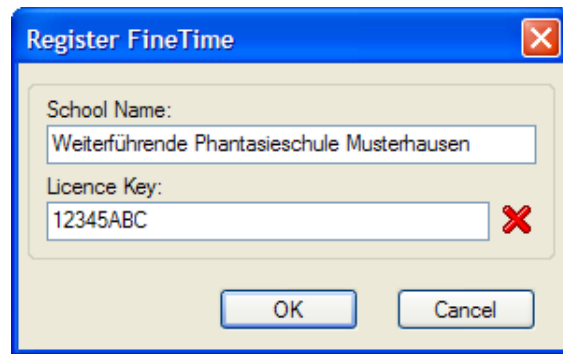 Register FineTime
School Name:
Weiterführende Phantasieschule Musterhausen
Licence Key:
12345ABC
OK
Cancel